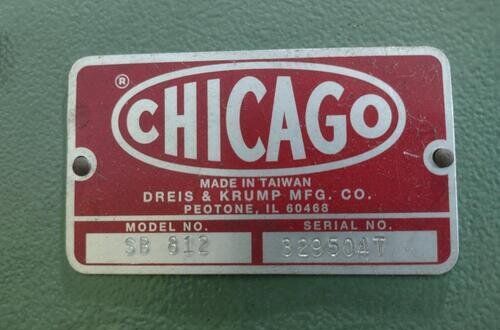 ®
CHICAGO
MADE IN TAIWAN
DREIS & KRUMP MFG. CO.
PEOTONE, IL 60468
MODEL NO. SERIAL NO.
SB 812 329504T